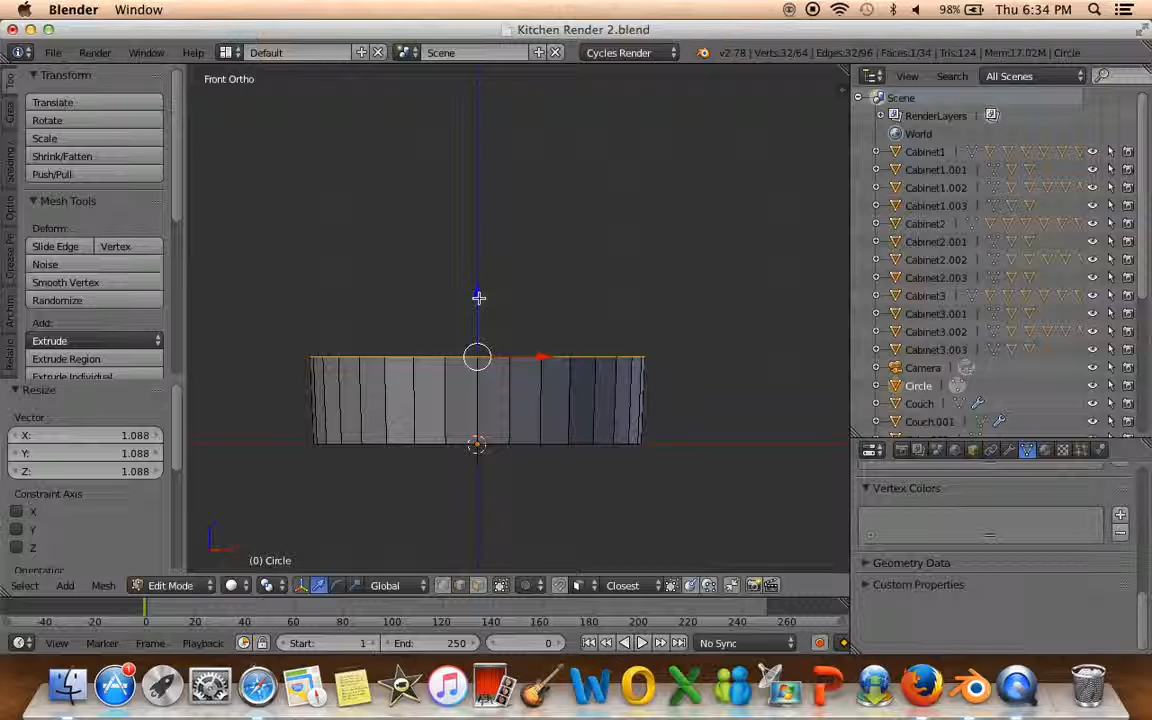 Blender Window 98% Thu 6:34 PM
Kitchen Render 2.blend
File Render Window Help Default Scene Cycles Render v2.78 | Verts:32/64 | Edges:32/96 | Faces:1/34 | Tris:124 | Mem:17.02M | Circle
Transform
Translate
Rotate
Scale
Shrink/Fatten
Push/Pull
Mesh Tools
Deform:
Slide Edge Vertex
Noise
Smooth Vertex
Randomize
Add:
Extrude
Extrude Region
Extrude Individual
Resize
Vector
X: 1.088
Y: 1.088
Z: 1.088
Constraint Axis
X
Y
Z
Orientation
Front Ortho
(0) Circle
View Search All Scenes
Scene
RenderLayers
World
Cabinet1
Cabinet1.001
Cabinet1.002
Cabinet1.003
Cabinet2
Cabinet2.001
Cabinet2.002
Cabinet2.003
Cabinet3
Cabinet3.001
Cabinet3.002
Cabinet3.003
Camera
Circle
Couch
Couch.001
Vertex Colors
Geometry Data
Custom Properties
Select Add Mesh Edit Mode Global Closest
-40 -20 0 20 40 60 80 100 120 140 160 180 200 220 240 260
View Marker Frame Playback Start: 1 End: 250 0 No Sync